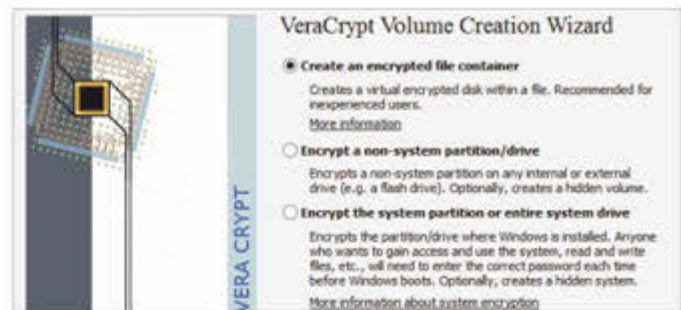 VeraCrypt Volume Creation Wizard
Create an encrypted file container
Creates a virtual encrypted disk within a file. Recommended for
inexperienced users.
More information
Encrypt a non-system partition/drive
Encrypts a non-system partition on any internal or external
drive (e.g. a flash drive). Optionally, creates a hidden volume.
Encrypt the system partition or entire system drive
Encrypts the partition/drive where Windows is installed. Anyone
who wants to gain access and use the system, read and write
files, etc., will need to enter the correct password each time
before Windows boots. Optionally, creates a hidden system.
More information about system encryption
VERA CRYPT